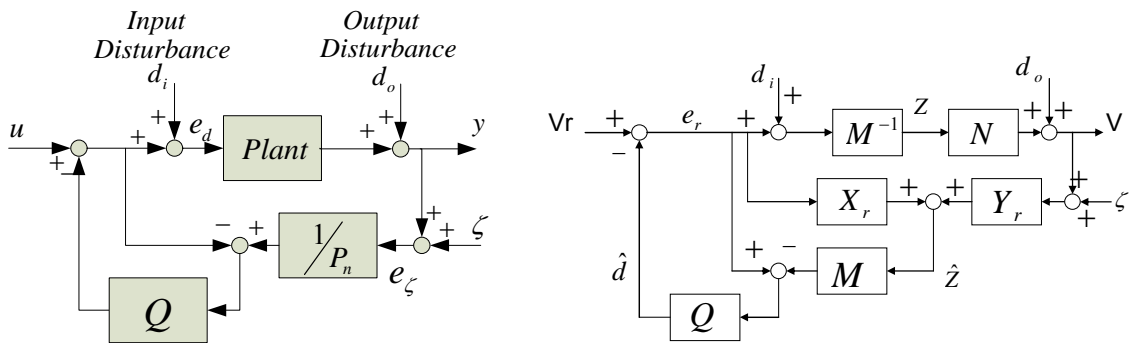 Input
Disturbance
d_i
Output
Disturbance
d_o
u
+
−
+
+
e_d
Plant
+
+
y
−
+
1/P_n
+
+
ζ
e_ζ
Q
Vr
+
−
e_r
d_i
+
+
M^{-1}
Z
N
d_o
+
+
V
X_r
+
+
Y_r
+
+
ζ
d̂
+
−
M
Ẑ
Q